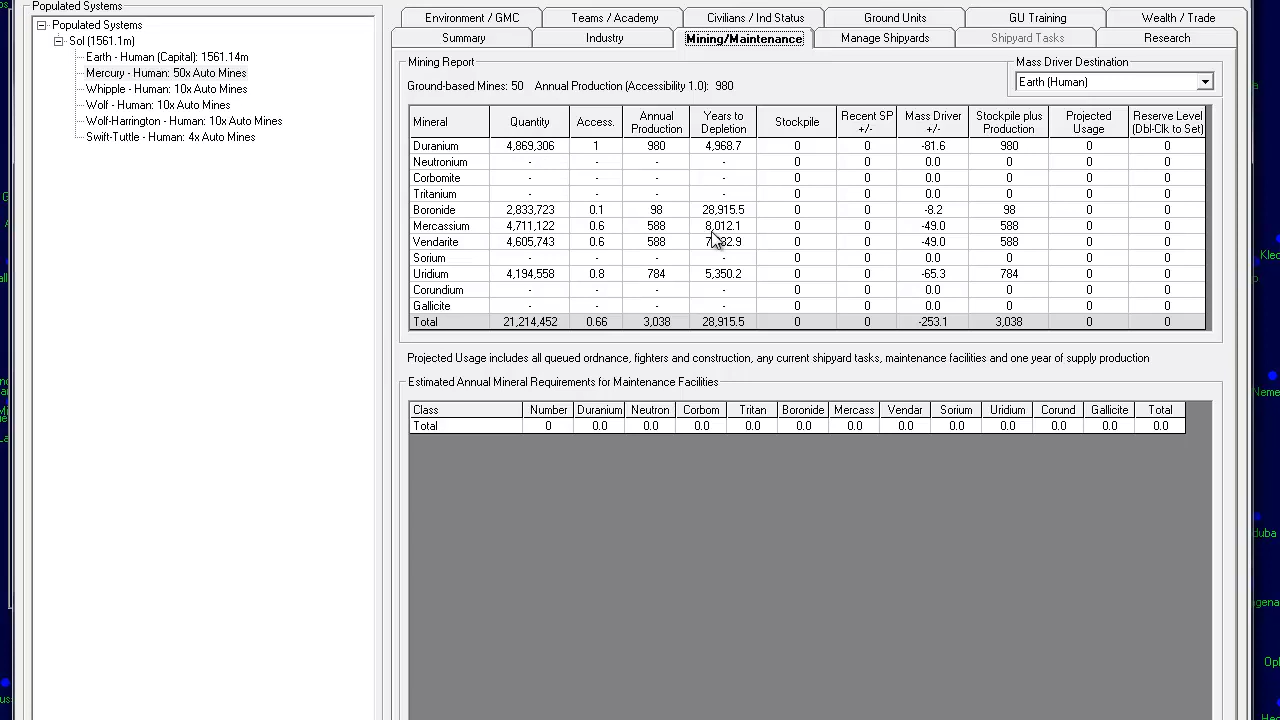 Populated Systems
Populated Systems
Sol (1561.1m)
Earth - Human (Capital): 1561.14m
Mercury - Human: 50x Auto Mines
Whipple - Human: 10x Auto Mines
Wolf - Human: 10x Auto Mines
Wolf-Harrington - Human: 10x Auto Mines
Swift-Tuttle - Human: 4x Auto Mines
Environment / GMC Teams / Academy Civilians / Ind Status Ground Units GU Training Wealth / Trade
Summary Industry Mining/Maintenance Manage Shipyards Shipyard Tasks Research
Mining Report
Mass Driver Destination
Ground-based Mines: 50 Annual Production (Accessibility 1.0): 980
Earth (Human)
Mineral Quantity Access. Annual Production Years to Depletion Stockpile Recent SP +/- Mass Driver +/- Stockpile plus Production Projected Usage Reserve Level (Dbl-Clk to Set)
Duranium 4,869,306 1 980 4,968.7 0 0 -81.6 980 0 0
Neutronium - - - - 0 0 0.0 0 0 0
Corbomite - - - - 0 0 0.0 0 0 0
Tritanium - - - - 0 0 0.0 0 0 0
Boronide 2,833,723 0.1 98 28,915.5 0 0 -8.2 98 0 0
Mercassium 4,711,122 0.6 588 8,012.1 0 0 -49.0 588 0 0
Vendarite 4,605,743 0.6 588 0 0 -49.0 588 0 0
Sorium - - - - 0 0 0.0 0 0 0
Uridium 4,194,558 0.8 784 5,350.2 0 0 -65.3 784 0 0
Corundium - - - - 0 0 0.0 0 0 0
Gallicite - - - - 0 0 0.0 0 0 0
Total 21,214,452 0.66 3,038 28,915.5 0 0 -253.1 3,038 0 0
Projected Usage includes all queued ordnance, fighters and construction, any current shipyard tasks, maintenance facilities and one year of supply production
Estimated Annual Mineral Requirements for Maintenance Facilities
Class Number Duranium Neutron Corbom Tritan Boronide Mercass Vendar Sorium Uridium Corund Gallicite Total
Total 0 0.0 0.0 0.0 0.0 0.0 0.0 0.0 0.0 0.0 0.0 0.0 0.0